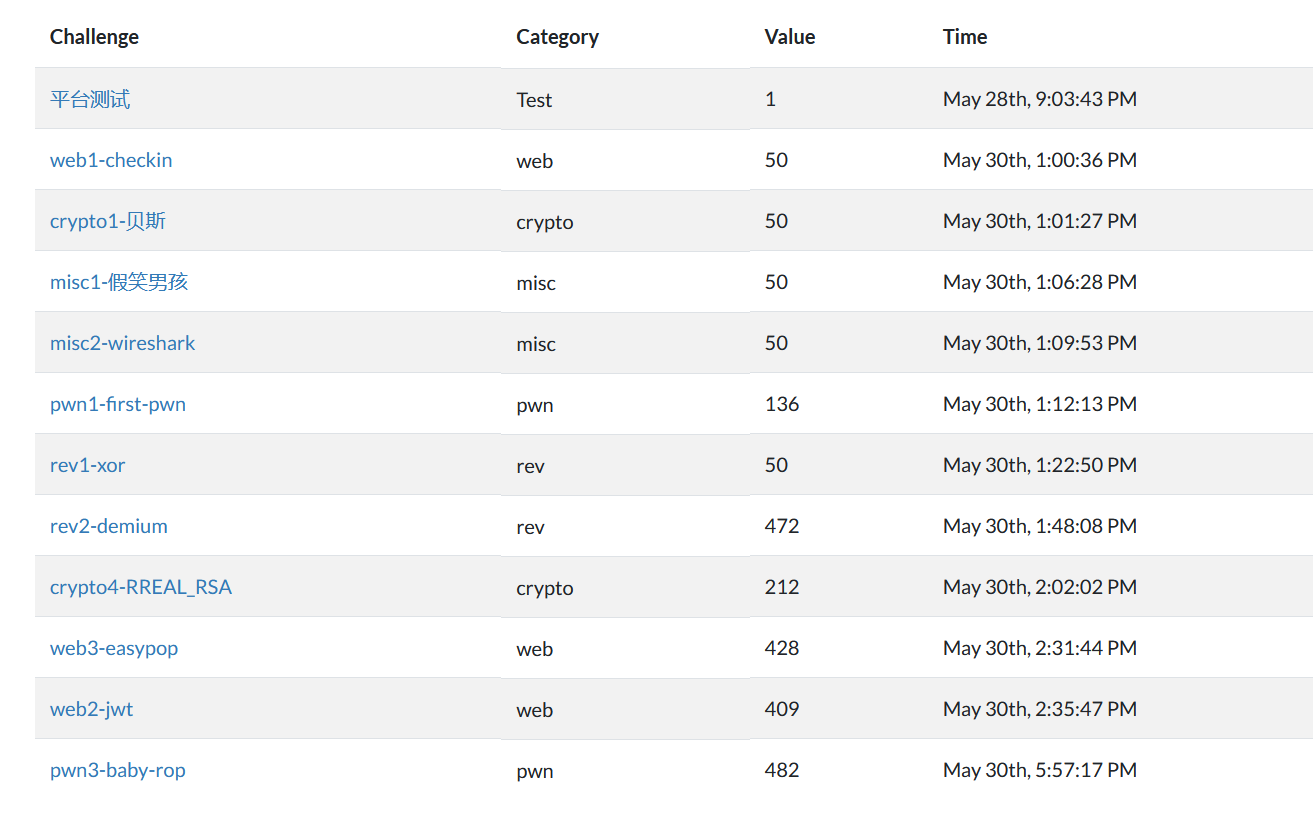 Challenge Category Value Time
平台测试 Test 1 May 28th, 9:03:43 PM
web1-checkin web 50 May 30th, 1:00:36 PM
crypto1-贝斯 crypto 50 May 30th, 1:01:27 PM
misc1-假笑男孩 misc 50 May 30th, 1:06:28 PM
misc2-wireshark misc 50 May 30th, 1:09:53 PM
pwn1-first-pwn pwn 136 May 30th, 1:12:13 PM
rev1-xor rev 50 May 30th, 1:22:50 PM
rev2-demium rev 472 May 30th, 1:48:08 PM
crypto4-RREAL_RSA crypto 212 May 30th, 2:02:02 PM
web3-easypop web 428 May 30th, 2:31:44 PM
web2-jwt web 409 May 30th, 2:35:47 PM
pwn3-baby-rop pwn 482 May 30th, 5:57:17 PM